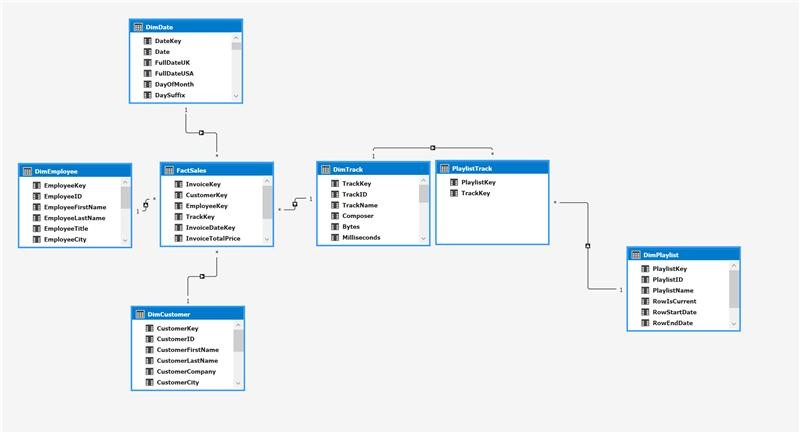 DimDate
DateKey
Date
FullDateUK
FullDateUSA
DayOfMonth
DaySuffix
1
*
DimEmployee
EmployeeKey
EmployeeID
EmployeeFirstName
EmployeeLastName
EmployeeTitle
EmployeeCity
1
*
FactSales
InvoiceKey
CustomerKey
EmployeeKey
TrackKey
InvoiceDateKey
InvoiceTotalPrice
*
1
DimTrack
TrackKey
TrackID
TrackName
Composer
Bytes
Milliseconds
1
*
PlaylistTrack
PlaylistKey
TrackKey
*
1
DimPlaylist
PlaylistKey
PlaylistID
PlaylistName
RowIsCurrent
RowStartDate
RowEndDate
*
1
DimCustomer
CustomerKey
CustomerID
CustomerFirstName
CustomerLastName
CustomerCompany
CustomerCity